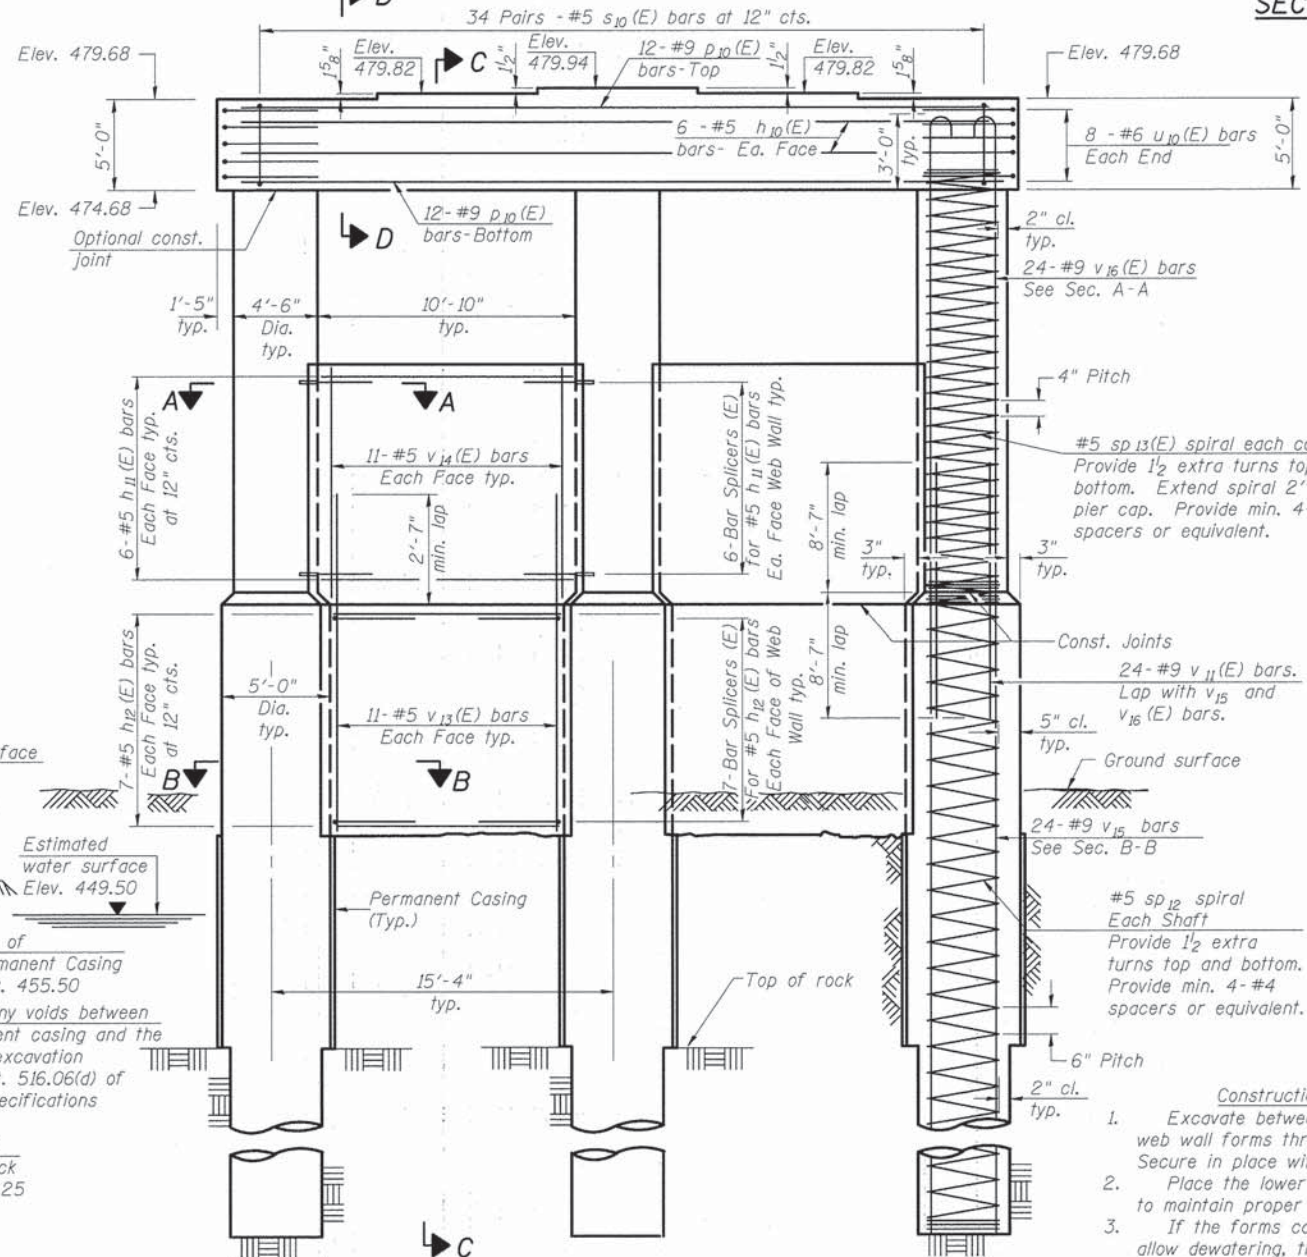 D
SEC
34 Pairs - #5 s10(E) bars at 12" cts.
Elev. 479.68
1 5/8"
Elev.
479.82
C
1 1/2"
Elev.
479.94
12-#9 p10(E)
bars-Top
1 1/2"
Elev.
479.82
1 5/8"
Elev. 479.68
5'-0"
6 -#5 h10(E)
bars- Ea. Face
3'-0"
typ.
8 -#6 u10(E) bars
Each End
5'-0"
Elev. 474.68
Optional const.
joint
D
12-#9 p10(E)
bars-Bottom
2" cl.
typ.
24-#9 v16(E) bars
See Sec. A-A
1'-5"
typ.
4'-6"
Dia.
typ.
10'-10"
typ.
4" Pitch
6-#5 h11(E) bars
Each Face typ.
at 12" cts.
A
A
11-#5 v14(E) bars
Each Face typ.
2'-7"
min. lap
6-Bar Splicers (E)
for #5 h11(E) bars
Ea. Face Web Wall typ.
8'-7"
min. lap
3"
typ.
3"
typ.
#5 sp13(E) spiral each co
Provide 1 1/2 extra turns top
bottom. Extend spiral 2'
pier cap. Provide min. 4-
spacers or equivalent.
7-#5 h12(E) bars
Each Face typ.
at 12" cts.
5'-0"
Dia.
typ.
11-#5 v13(E) bars
Each Face typ.
7-Bar Splicers (E)
For #5 h12(E) bars
Each Face of Web
Wall typ.
8'-7"
min. lap
Const. Joints
24-#9 v11(E) bars.
Lap with v15 and
v16(E) bars.
5" cl.
typ.
face
B
B
Ground surface
24-#9 v15 bars
See Sec. B-B
Estimated
water surface
Elev. 449.50
Permanent Casing
(Typ.)
#5 sp12 spiral
Each Shaft
Provide 1 1/2 extra
turns top and bottom.
Provide min. 4-#4
spacers or equivalent.
of
manent Casing
. 455.50
ny voids between
ent casing and the
excavation
t. 516.06(d) of
ecifications
15'-4"
typ.
Top of rock
6" Pitch
2" cl.
typ.
ck
25
C
Constructio
1. Excavate betwee
web wall forms thr
Secure in place wi
2. Place the lower
to maintain proper
3. If the forms co
allow dewatering, t